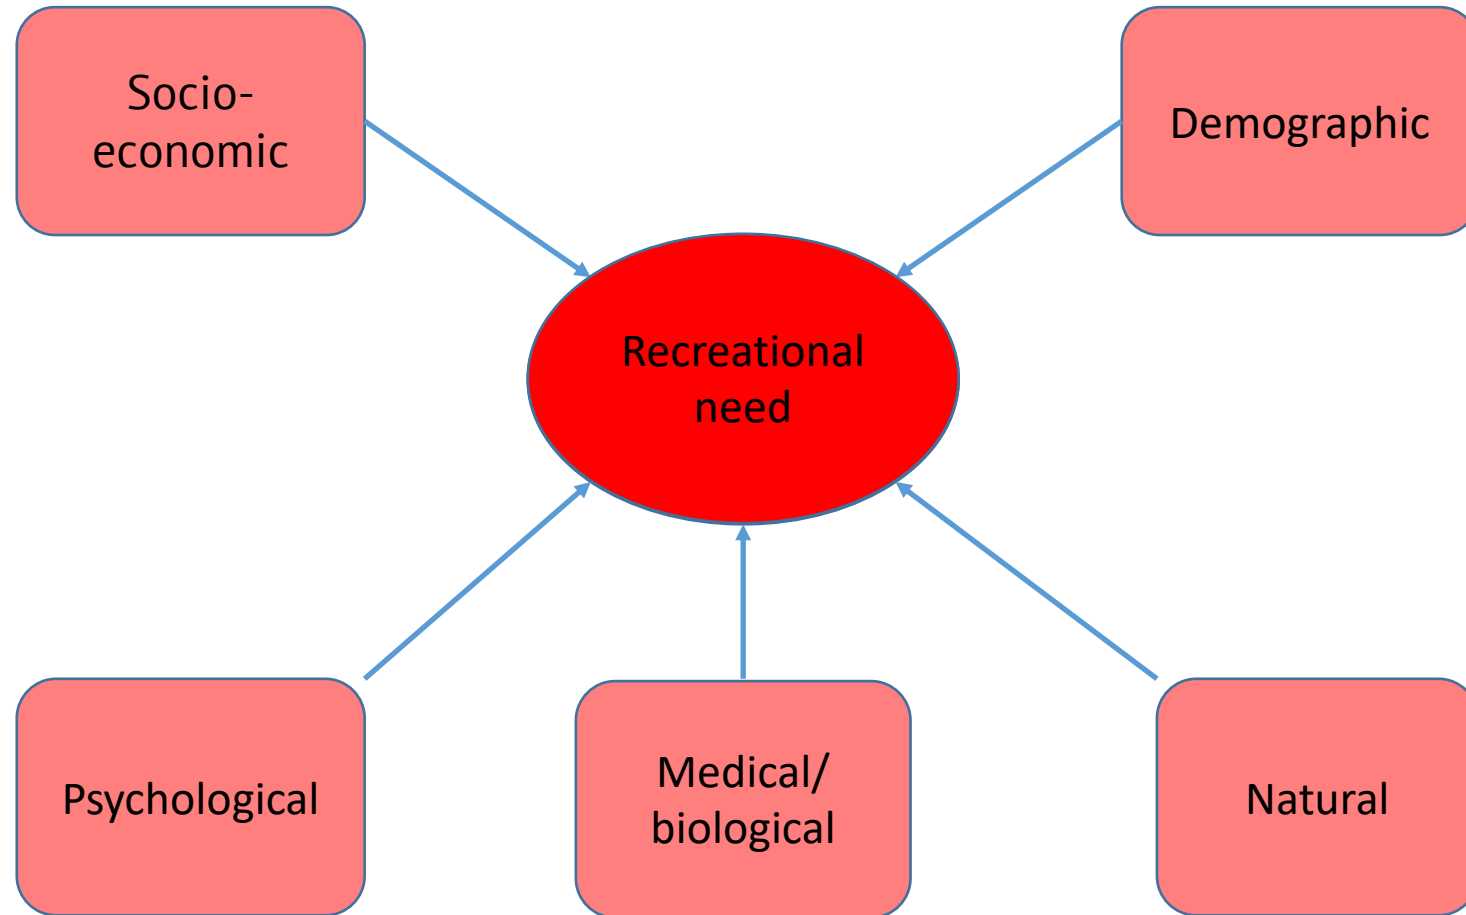 Socio-
economic
Demographic
Recreational
need
Psychological
Medical/
biological
Natural